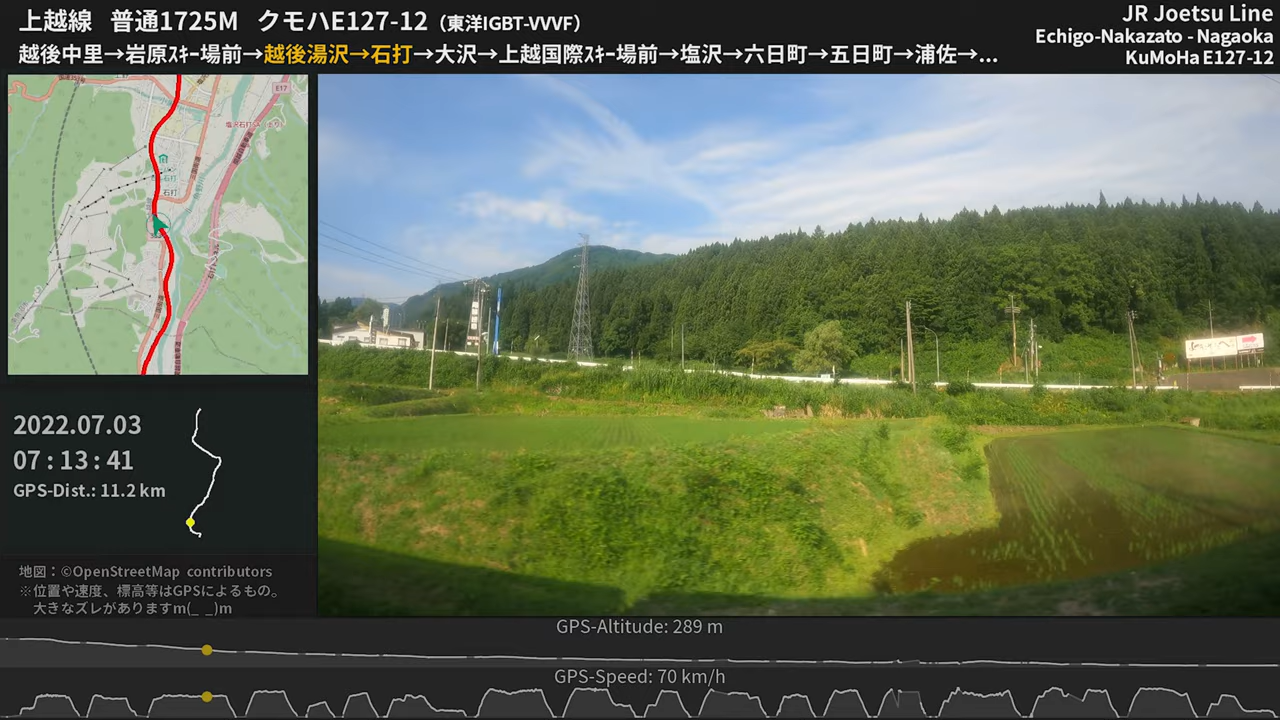 上越線 普通1725M クモハE127-12（東洋IGBT-VVVF）
越後中里→岩原ｽｷｰ場前→越後湯沢→石打→大沢→上越国際ｽｷｰ場前→塩沢→六日町→五日町→浦佐→...
JR Joetsu Line
Echigo-Nakazato - Nagaoka
KuMoHa E127-12
E17
石打
石打
2022.07.03
07:13:41
GPS-Dist.: 11.2 km
地図：©OpenStreetMap contributors
※位置や速度、標高等はGPSによるもの。
大きなズレがありますm(_ _)m
GPS-Altitude: 289 m
GPS-Speed: 70 km/h